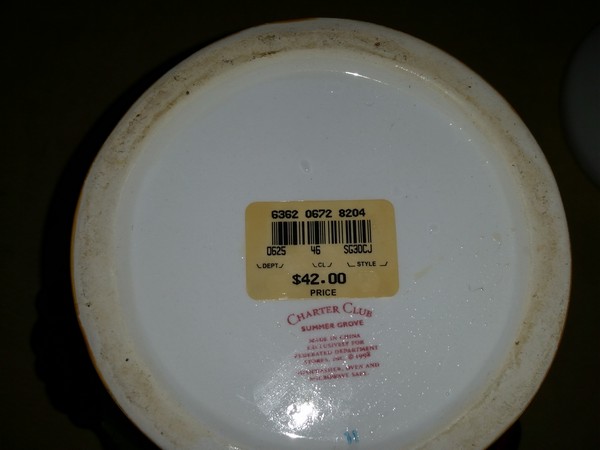 6362 0672 8204
0625 46 SG3OCJ
DEPT. CL. STYLE
$42.00
PRICE
CHARTER CLUB
SUMMER GROVE
MADE IN CHINA
EXCLUSIVELY FOR
FEDERATED DEPARTMENT
STORES, INC. © 1998
DISHWASHER, OVEN AND
MICROWAVE SAFE